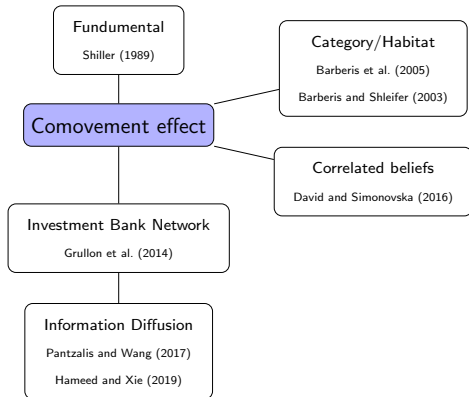 Fundumental
Shiller (1989)
Category/Habitat
Barberis et al. (2005)
Barberis and Shleifer (2003)
Comovement effect
Correlated beliefs
David and Simonovska (2016)
Investment Bank Network
Grullon et al. (2014)
Information Diffusion
Pantzalis and Wang (2017)
Hameed and Xie (2019)